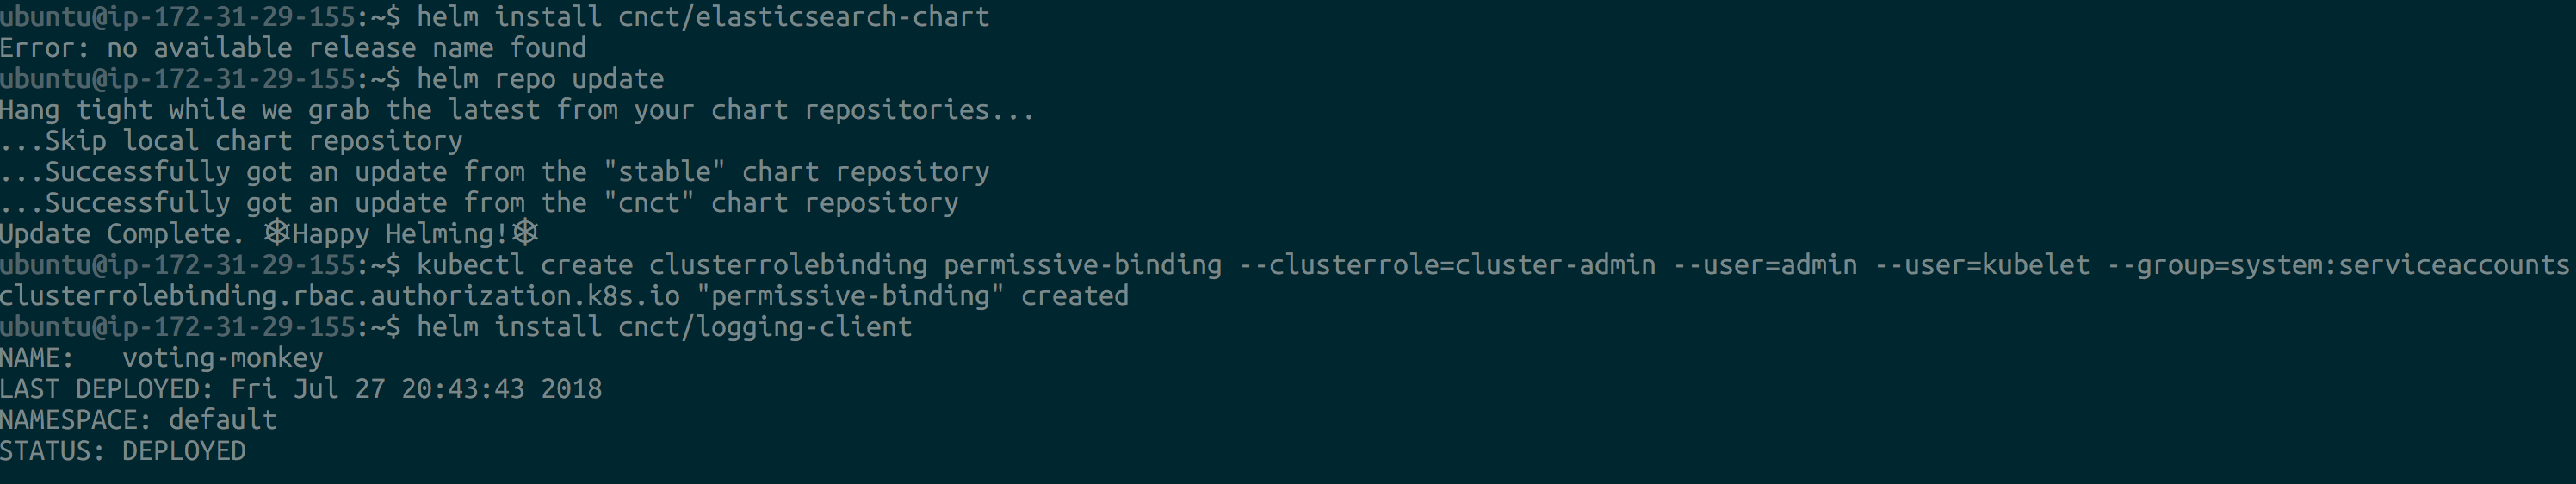 ubuntu@ip-172-31-29-155:~$ helm install cnct/elasticsearch-chart
Error: no available release name found
ubuntu@ip-172-31-29-155:~$ helm repo update
Hang tight while we grab the latest from your chart repositories...
...Skip local chart repository
...Successfully got an update from the "stable" chart repository
...Successfully got an update from the "cnct" chart repository
Update Complete. ⎈Happy Helming!⎈
ubuntu@ip-172-31-29-155:~$ kubectl create clusterrolebinding permissive-binding --clusterrole=cluster-admin --user=admin --user=kubelet --group=system:serviceaccounts
clusterrolebinding.rbac.authorization.k8s.io "permissive-binding" created
ubuntu@ip-172-31-29-155:~$ helm install cnct/logging-client
NAME:   voting-monkey
LAST DEPLOYED: Fri Jul 27 20:43:43 2018
NAMESPACE: default
STATUS: DEPLOYED